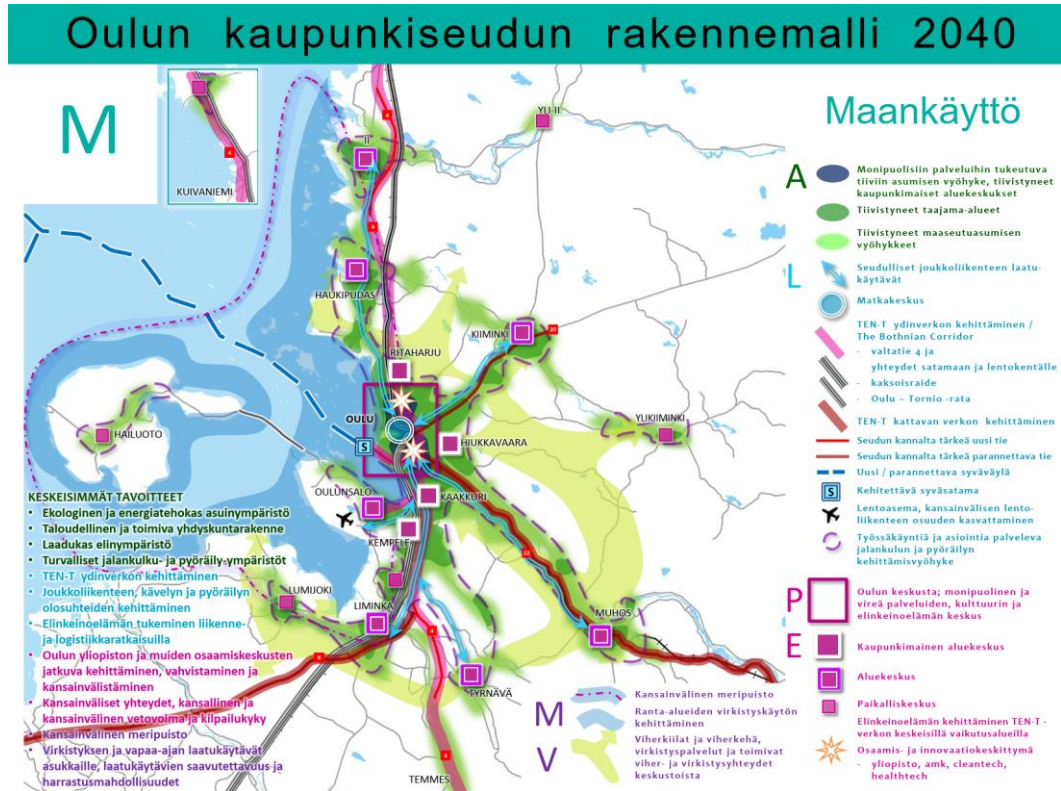 Oulun kaupunkiseudun rakennemalli 2040
M
KUIVANIEMI
4
II
YLI-II
4
4
HAUKIPUDAS
KIIMINKI
20
RITAHARJU
OULU
HIUKKAVAARA
YLIKIIMINKI
S
HAILUOTO
OULUNSALO
KAAKKURI
KEMPELE
22
LUMIJOKI
LIMINKA
MUHOS
4
8
TYRNÄVÄ
4
TEMMES
KESKEISIMMÄT TAVOITTEET
• Ekologinen ja energiatehokas asuinympäristö
• Taloudellinen ja toimiva yhdyskuntarakenne
• Laadukas elinympäristö
• Turvalliset jalankulku- ja pyöräily-ympäristöt
• TEN-T ydinverkon kehittäminen
• Joukkoliikenteen, kävelyn ja pyöräilyn
olosuhteiden kehittäminen
• Elinkeinoelämän tukeminen liikenne-
ja logistiikkaratkaisuilla
• Oulun yliopiston ja muiden osaamiskeskusten
jatkuva kehittäminen, vahvistaminen ja
kansainvälistäminen
• Kansainväliset yhteydet, kansallinen ja
kansainvälinen vetovoima ja kilpailukyky
• Kansainvälinen meripuisto
• Virkistyksen ja vapaa-ajan laatukäytävät
asukkaille, laatukäytävien saavutettavuus ja
harrastusmahdollisuudet
Maankäyttö
A
Monipuolisiin palveluihin tukeutuva
tiiviin asumisen vyöhyke, tiivistyneet
kaupunkimaiset aluekeskukset
Tiivistyneet taajama-alueet
Tiivistyneet maaseutuasumisen
vyöhykkeet
L
Seudulliset joukkoliikenteen laatu-
käytävät
Matkakeskus
TEN-T ydinverkon kehittäminen /
The Bothnian Corridor
- valtatie 4 ja
yhteydet satamaan ja lentokentälle
- kaksoisraide
- Oulu – Tornio -rata
TEN-T kattavan verkon kehittäminen
Seudun kannalta tärkeä uusi tie
Seudun kannalta tärkeä parannettava tie
Uusi / parannettava syväväylä
S
Kehitettävä syväsatama
Lentoasema, kansainvälisen lento-
liikenteen osuuden kasvattaminen
Työssäkäyntiä ja asiointia palveleva
jalankulun ja pyöräilyn
kehittämisvyöhyke
P
Oulun keskusta; monipuolinen ja
vireä palveluiden, kulttuurin ja
elinkeinoelämän keskus
E
Kaupunkimainen aluekeskus
Aluekeskus
Paikalliskeskus
Elinkeinoelämän kehittäminen TEN-T -
verkon keskeisillä vaikutusalueilla
Osaamis- ja innovaatiokeskittymä
- yliopisto, amk, cleantech,
healthtech
M
Kansainvälinen meripuisto
Ranta-alueiden virkistyskäytön
kehittäminen
V
Viherkiilat ja viherkehä,
virkistyspalvelut ja toimivat
viher- ja virkistysyhteydet
keskustoista